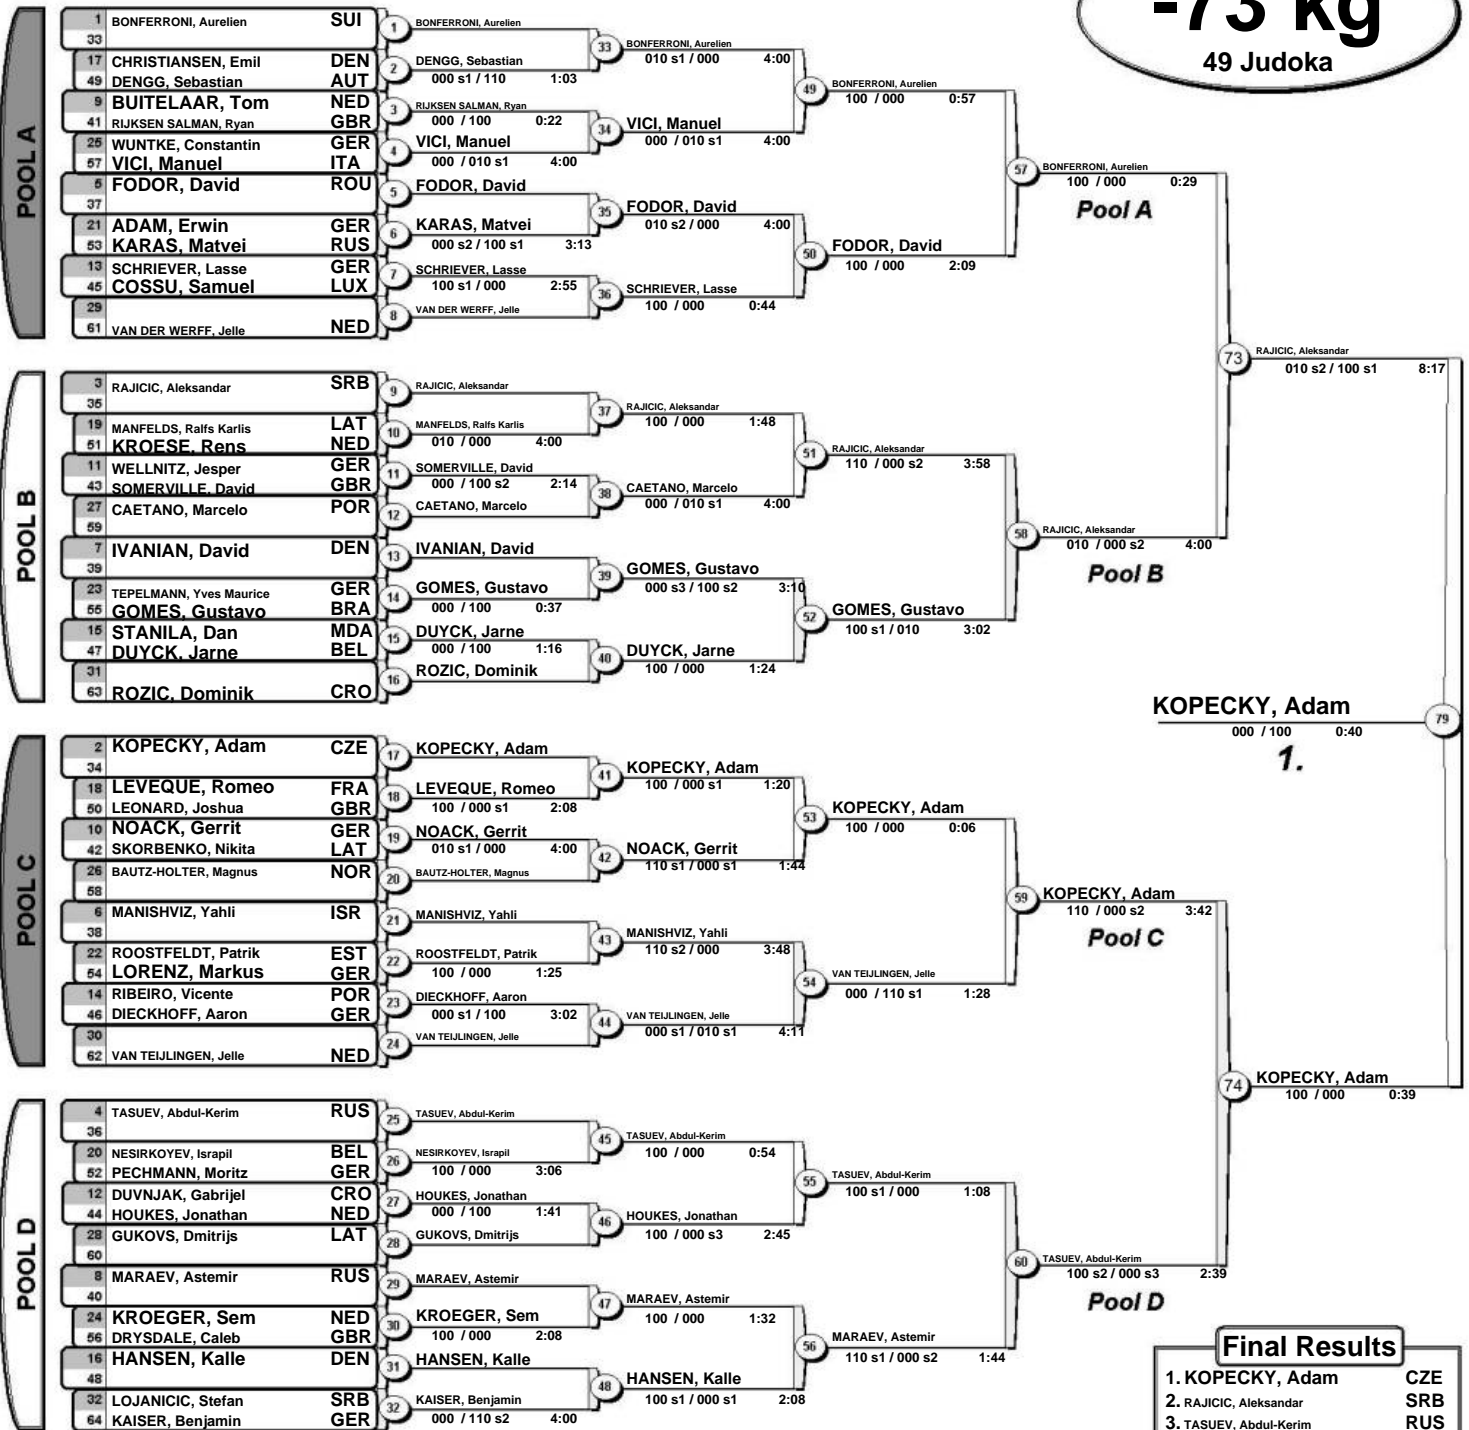 -73 kg
49 Judoka
POOL A
1 BONFERRONI, Aurelien SUI
33
17 CHRISTIANSEN, Emil DEN
49 DENGG, Sebastian AUT
9 BUITELAAR, Tom NED
41 RIJKSEN SALMAN, Ryan GBR
25 WUNTKE, Constantin GER
57 VICI, Manuel ITA
5 FODOR, David ROU
37
21 ADAM, Erwin GER
53 KARAS, Matvei RUS
13 SCHRIEVER, Lasse GER
45 COSSU, Samuel LUX
29
61 VAN DER WERFF, Jelle NED
1 BONFERRONI, Aurelien
2 DENGG, Sebastian
000 s1 / 110 1:03
3 RIJKSEN SALMAN, Ryan
000 / 100 0:22
4 VICI, Manuel
000 / 010 s1 4:00
5 FODOR, David
6 KARAS, Matvei
000 s2 / 100 s1 3:13
7 SCHRIEVER, Lasse
100 s1 / 000 2:55
8 VAN DER WERFF, Jelle
33 BONFERRONI, Aurelien
010 s1 / 000 4:00
34 VICI, Manuel
000 / 010 s1 4:00
35 FODOR, David
010 s2 / 000 4:00
36 SCHRIEVER, Lasse
100 / 000 0:44
49 BONFERRONI, Aurelien
100 / 000 0:57
50 FODOR, David
100 / 000 2:09
57 BONFERRONI, Aurelien
100 / 000 0:29
Pool A
POOL B
3 RAJICIC, Aleksandar SRB
35
19 MANFELDS, Ralfs Karlis LAT
51 KROESE, Rens NED
11 WELLNITZ, Jesper GER
43 SOMERVILLE, David GBR
27 CAETANO, Marcelo POR
59
7 IVANIAN, David DEN
39
23 TEPELMANN, Yves Maurice GER
55 GOMES, Gustavo BRA
15 STANILA, Dan MDA
47 DUYCK, Jarne BEL
31
63 ROZIC, Dominik CRO
9 RAJICIC, Aleksandar
10 MANFELDS, Ralfs Karlis
010 / 000 4:00
11 SOMERVILLE, David
000 / 100 s2 2:14
12 CAETANO, Marcelo
13 IVANIAN, David
14 GOMES, Gustavo
000 / 100 0:37
15 DUYCK, Jarne
000 / 100 1:16
16 ROZIC, Dominik
37 RAJICIC, Aleksandar
100 / 000 1:48
38 CAETANO, Marcelo
000 / 010 s1 4:00
39 GOMES, Gustavo
000 s3 / 100 s2 3:10
40 DUYCK, Jarne
100 / 000 1:24
51 RAJICIC, Aleksandar
110 / 000 s2 3:58
52 GOMES, Gustavo
100 s1 / 010 3:02
58 RAJICIC, Aleksandar
010 / 000 s2 4:00
Pool B
73 RAJICIC, Aleksandar
010 s2 / 100 s1 8:17
KOPECKY, Adam 79
000 / 100 0:40
1.
POOL C
2 KOPECKY, Adam CZE
34
18 LEVEQUE, Romeo FRA
50 LEONARD, Joshua GBR
10 NOACK, Gerrit GER
42 SKORBENKO, Nikita LAT
26 BAUTZ-HOLTER, Magnus NOR
58
6 MANISHVIZ, Yahli ISR
38
22 ROOSTFELDT, Patrik EST
54 LORENZ, Markus GER
14 RIBEIRO, Vicente POR
46 DIECKHOFF, Aaron GER
30
62 VAN TEIJLINGEN, Jelle NED
17 KOPECKY, Adam
18 LEVEQUE, Romeo
100 / 000 s1 2:08
19 NOACK, Gerrit
010 s1 / 000 4:00
20 BAUTZ-HOLTER, Magnus
21 MANISHVIZ, Yahli
22 ROOSTFELDT, Patrik
100 / 000 1:25
23 DIECKHOFF, Aaron
000 s1 / 100 3:02
24 VAN TEIJLINGEN, Jelle
41 KOPECKY, Adam
100 / 000 s1 1:20
42 NOACK, Gerrit
110 s1 / 000 s1 1:44
43 MANISHVIZ, Yahli
110 s2 / 000 3:48
44 VAN TEIJLINGEN, Jelle
000 s1 / 010 s1 4:11
53 KOPECKY, Adam
100 / 000 0:06
54 VAN TEIJLINGEN, Jelle
000 / 110 s1 1:28
59 KOPECKY, Adam
110 / 000 s2 3:42
Pool C
POOL D
4 TASUEV, Abdul-Kerim RUS
36
20 NESIRKOYEV, Israpil BEL
52 PECHMANN, Moritz GER
12 DUVNJAK, Gabrijel CRO
44 HOUKES, Jonathan NED
28 GUKOVS, Dmitrijs LAT
60
8 MARAEV, Astemir RUS
40
24 KROEGER, Sem NED
56 DRYSDALE, Caleb GBR
16 HANSEN, Kalle DEN
48
32 LOJANICIC, Stefan SRB
64 KAISER, Benjamin GER
25 TASUEV, Abdul-Kerim
26 NESIRKOYEV, Israpil
100 / 000 3:06
27 HOUKES, Jonathan
000 / 100 1:41
28 GUKOVS, Dmitrijs
29 MARAEV, Astemir
30 KROEGER, Sem
100 / 000 2:08
31 HANSEN, Kalle
32 KAISER, Benjamin
000 / 110 s2 4:00
45 TASUEV, Abdul-Kerim
100 / 000 0:54
46 HOUKES, Jonathan
100 / 000 s3 2:45
47 MARAEV, Astemir
100 / 000 1:32
48 HANSEN, Kalle
100 s1 / 000 s1 2:08
55 TASUEV, Abdul-Kerim
100 s1 / 000 1:08
56 MARAEV, Astemir
110 s1 / 000 s2 1:44
60 TASUEV, Abdul-Kerim
100 s2 / 000 s3 2:39
Pool D
74 KOPECKY, Adam
100 / 000 0:39
Final Results
1. KOPECKY, Adam CZE
2. RAJICIC, Aleksandar SRB
3. TASUEV, Abdul-Kerim RUS